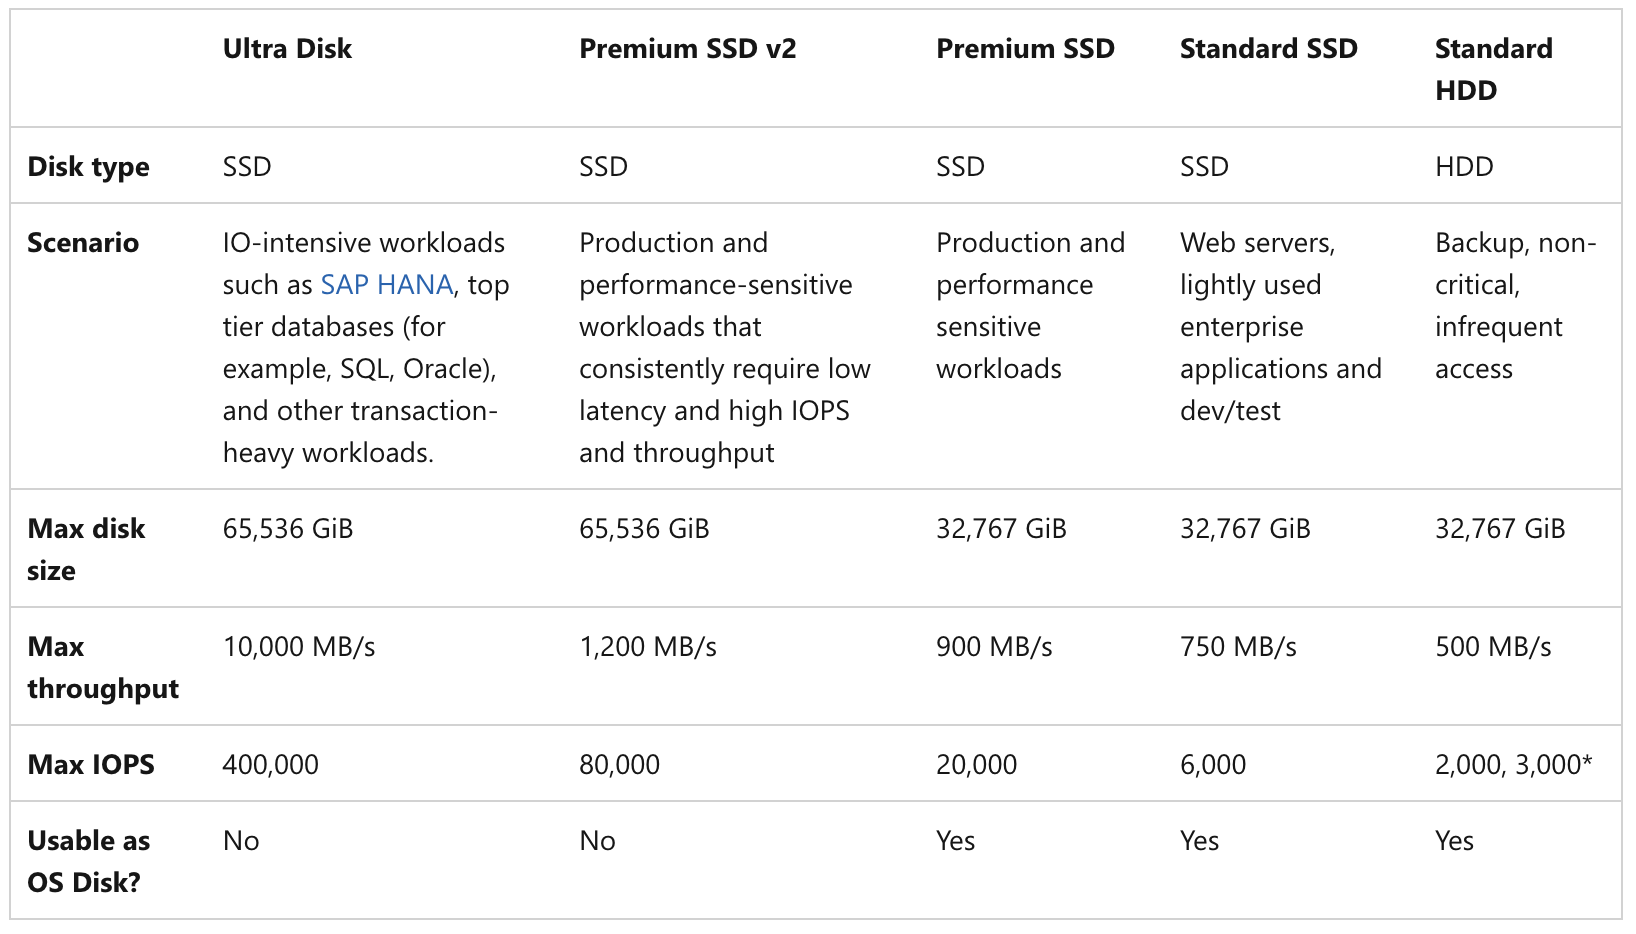 Ultra Disk Premium SSD v2 Premium SSD Standard SSD Standard HDD
Disk type SSD SSD SSD SSD HDD
Scenario
IO-intensive workloads
such as SAP HANA, top
tier databases (for
example, SQL, Oracle),
and other transaction-
heavy workloads.
Production and
performance-sensitive
workloads that
consistently require low
latency and high IOPS
and throughput
Production and
performance
sensitive
workloads
Web servers,
lightly used
enterprise
applications and
dev/test
Backup, non-
critical,
infrequent
access
Max disk
size
65,536 GiB 65,536 GiB 32,767 GiB 32,767 GiB 32,767 GiB
Max
throughput
10,000 MB/s 1,200 MB/s 900 MB/s 750 MB/s 500 MB/s
Max IOPS 400,000 80,000 20,000 6,000 2,000, 3,000*
Usable as
OS Disk?
No No Yes Yes Yes